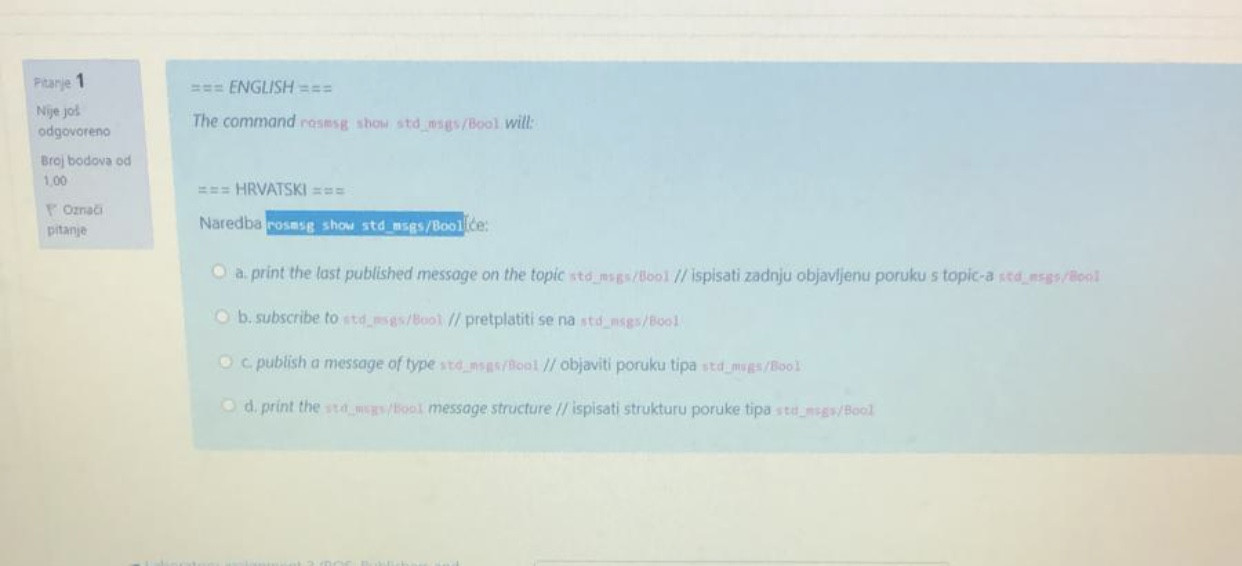 Pitanje 1
Nije još
odgovoreno
Broj bodova od
1,00
Označi
pitanje
=== ENGLISH ===
The command rosmsg show std_msgs/Bool will:
=== HRVATSKI ===
Naredba rosmsg show std_msgs/Bool će:
a. print the last published message on the topic std_msgs/Bool // ispisati zadnju objavljenu poruku s topic-a std_msgs/Bool
b. subscribe to std_msgs/Bool // pretplatiti se na std_msgs/Bool
c. publish a message of type std_msgs/Bool // objaviti poruku tipa std_msgs/Bool
d. print the std_msgs/Bool message structure // ispisati strukturu poruke tipa std_msgs/Bool